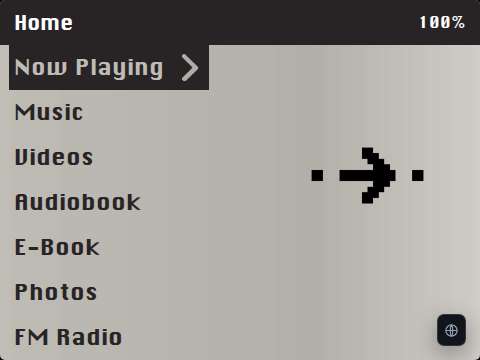 Home
100%
Now Playing
Music
Videos
Audiobook
E-Book
Photos
FM Radio